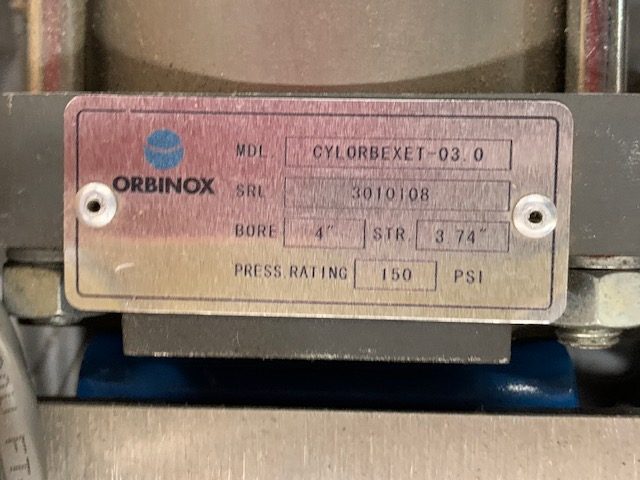 ORBINOX
MDL. CYLORBEXET-03.0
SRL 3010108
BORE 4" STR. 3.74"
PRESS.RATING 150 PSI